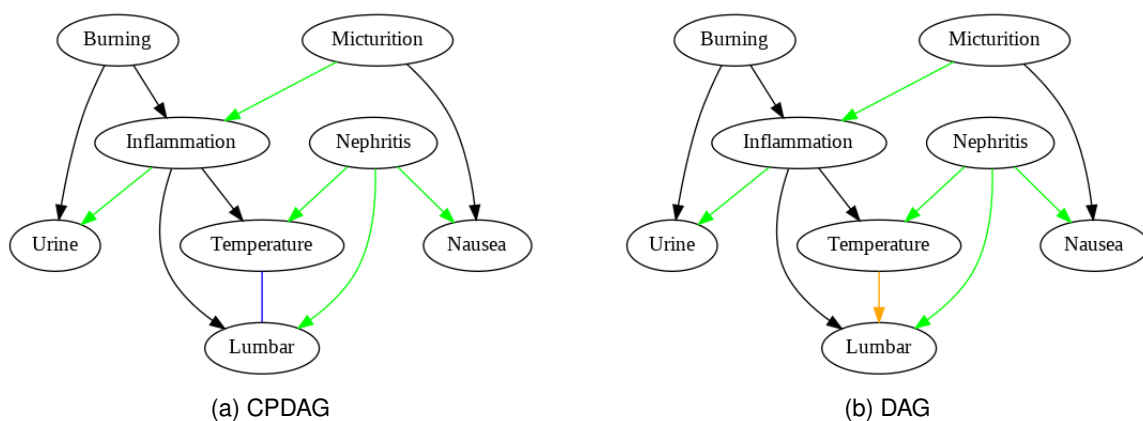 Burning
Micturition
Inflammation
Nephritis
Urine
Temperature
Nausea
Lumbar
(a) CPDAG
Burning
Micturition
Inflammation
Nephritis
Urine
Temperature
Nausea
Lumbar
(b) DAG